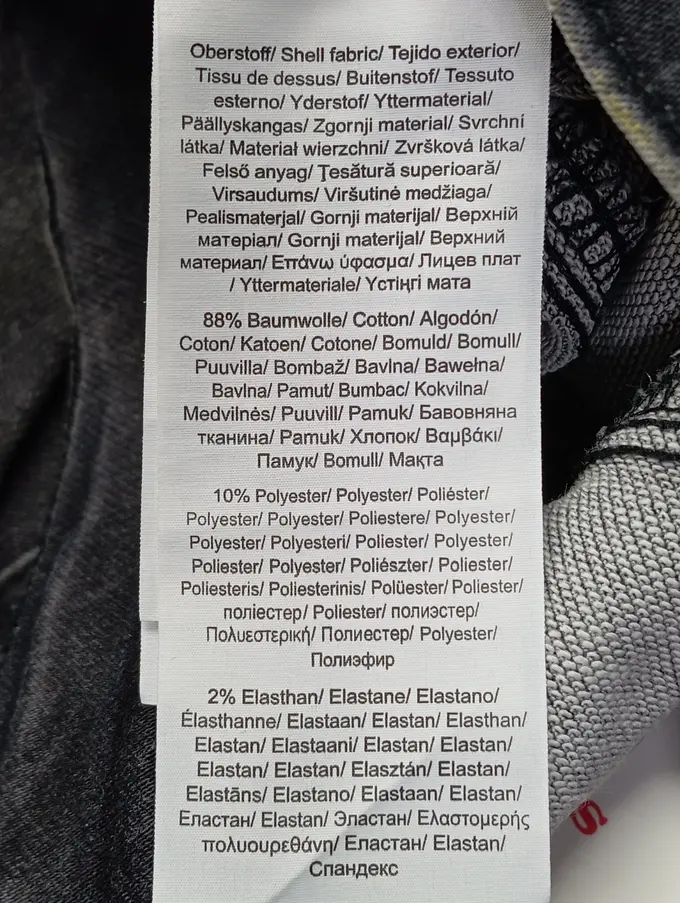 Oberstoff/ Shell fabric/ Tejido exterior/
Tissu de dessus/ Buitenstof/ Tessuto
esterno/ Yderstof/ Yttermaterial/
Päällyskangas/ Zgornji material/ Svrchní
látka/ Materiał wierzchni/ Zvršková látka/
Felső anyag/ Ţesătură superioară/
Virsaudums/ Viršutinė medžiaga/
Pealismaterjal/ Gornji materijal/ Верхній
матеріал/ Gornji materijal/ Верхний
материал/ Επάνω ύφασμα/ Лицев плат
/ Yttermateriale/ Үстіңгі мата
88% Baumwolle/ Cotton/ Algodón/
Coton/ Katoen/ Cotone/ Bomuld/ Bomull/
Puuvilla/ Bombaž/ Bavlna/ Bawełna/
Bavlna/ Pamut/ Bumbac/ Kokvilna/
Medvilnės/ Puuvill/ Pamuk/ Бавовняна
тканина/ Pamuk/ Хлопок/ Βαμβάκι/
Памук/ Bomull/ Мақта
10% Polyester/ Polyester/ Poliéster/
Polyester/ Polyester/ Poliestere/ Polyester/
Polyester/ Polyesteri/ Poliester/ Polyester/
Poliester/ Polyester/ Poliészter/ Poliester/
Poliesteris/ Poliesterinis/ Polüester/ Poliester/
поліестер/ Poliester/ полиэстер/
Πολυεστερική/ Полиестер/ Polyester/
Полиэфир
2% Elasthan/ Elastane/ Elastano/
Élasthanne/ Elastaan/ Elastan/ Elasthan/
Elastan/ Elastaani/ Elastan/ Elastan/
Elastan/ Elastan/ Elasztán/ Elastan/
Elastāns/ Elastano/ Elastaan/ Elastan/
Еластан/ Elastan/ Эластан/ Ελαστομερής
πολυουρεθάνη/ Еластан/ Elastan/
Спандекс
S